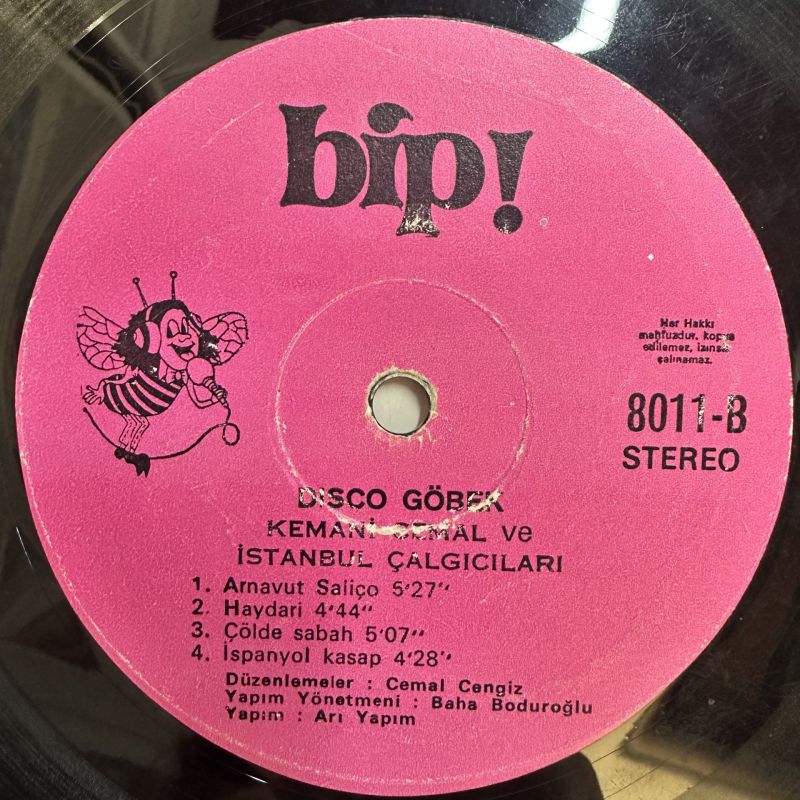 bip!
Her Hakkı
mahfuzdur, kopya
edilemez, izinsiz
çalınamaz.
8011-B
STEREO
DISCO GÖBEK
KEMANİ CEMAL ve
İSTANBUL ÇALGICILARI
1. Arnavut Saliço 5'27"
2. Haydari 4'44"
3. Çölde sabah 5'07"
4. İspanyol kasap 4'28"
Düzenlemeler : Cemal Cengiz
Yapım Yönetmeni : Baha Boduroğlu
Yapım : Arı Yapım